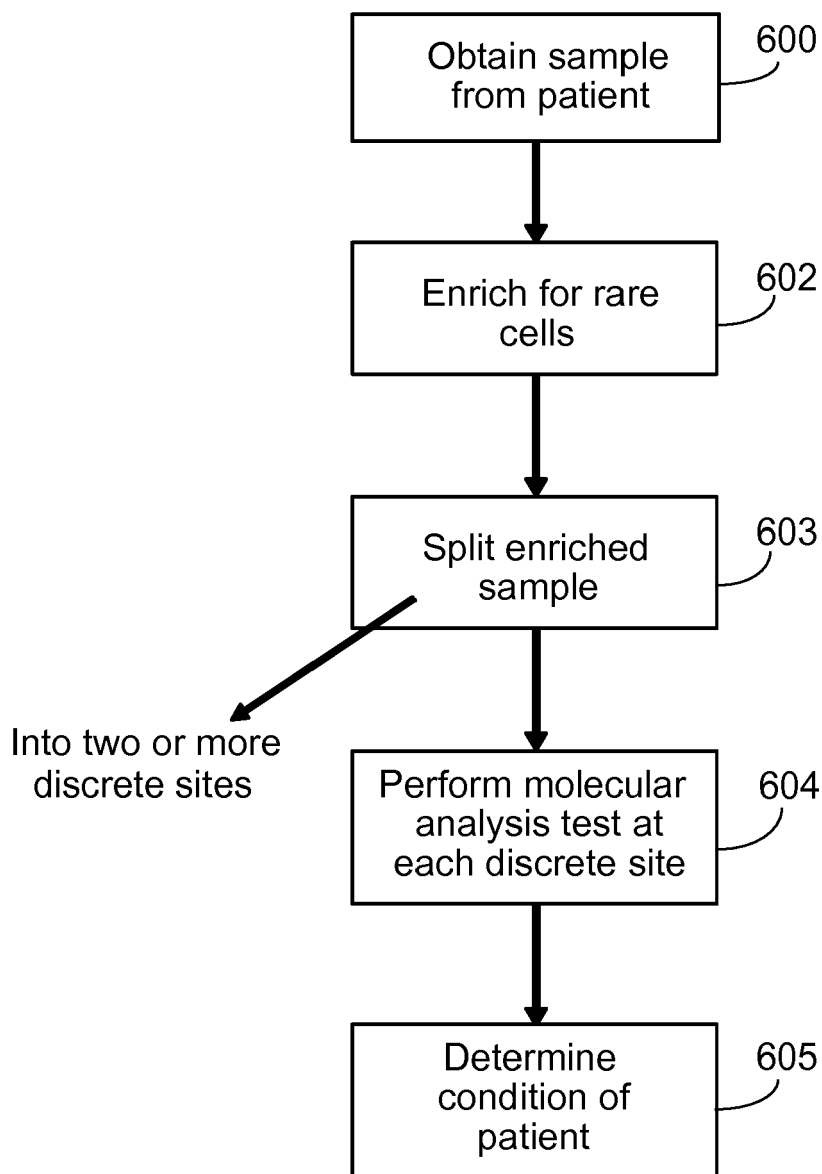 Obtain sample
from patient
600
Enrich for rare
cells
602
Split enriched
sample
603
Into two or more
discrete sites
Perform molecular
analysis test at
each discrete site
604
Determine
condition of
patient
605